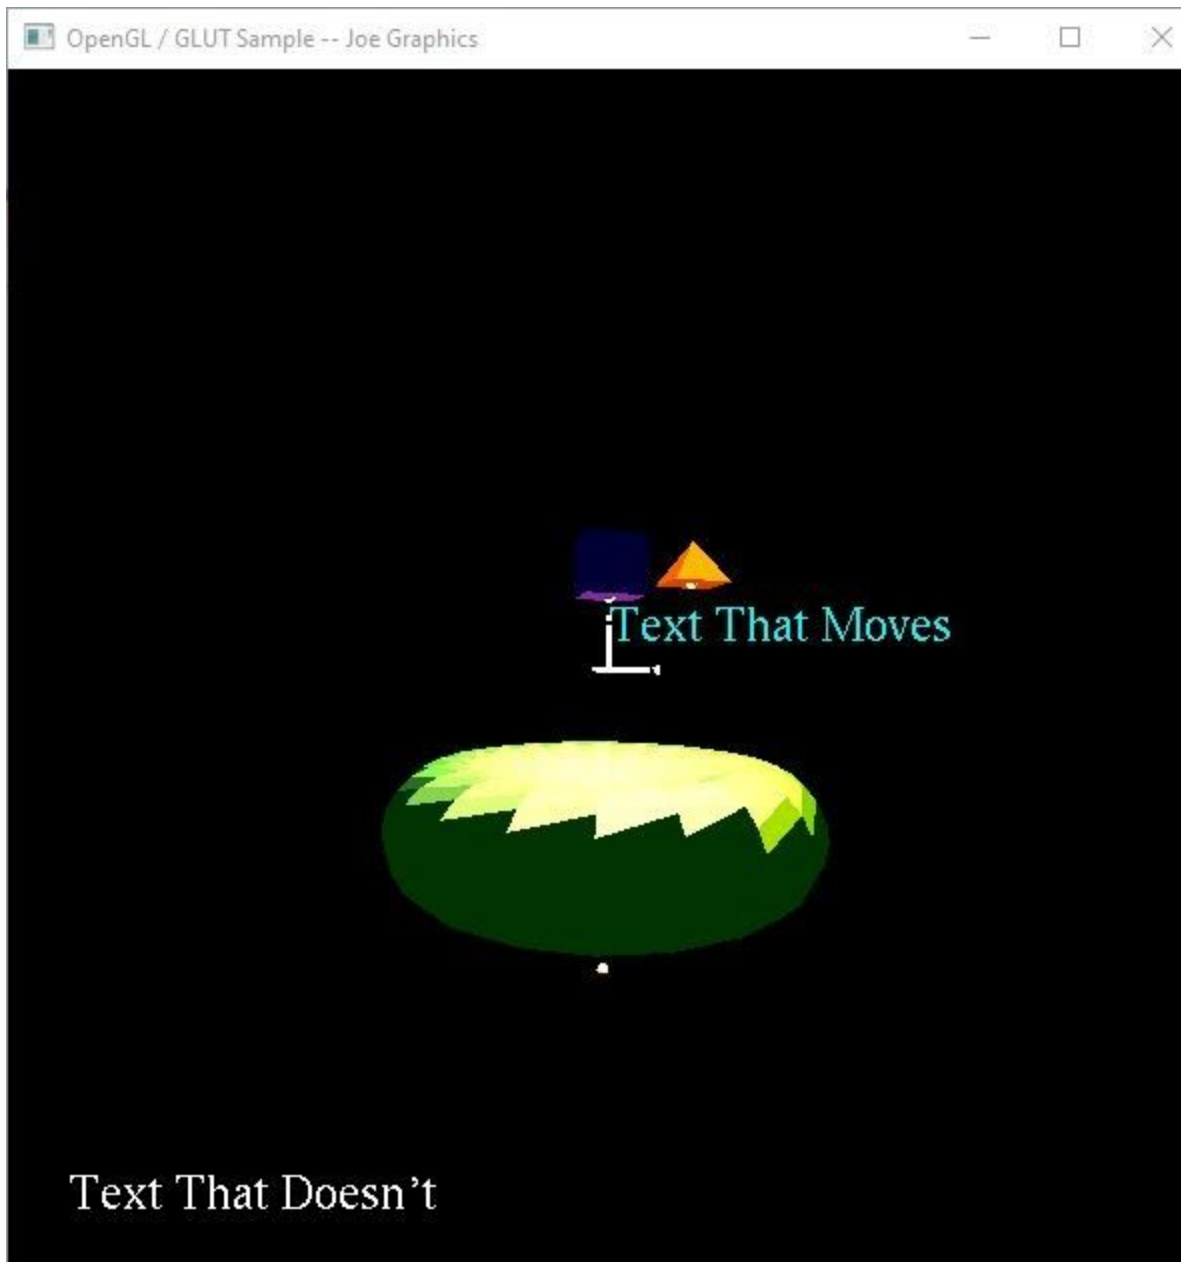 OpenGL / GLUT Sample -- Joe Graphics
Text That Moves
Text That Doesn’t